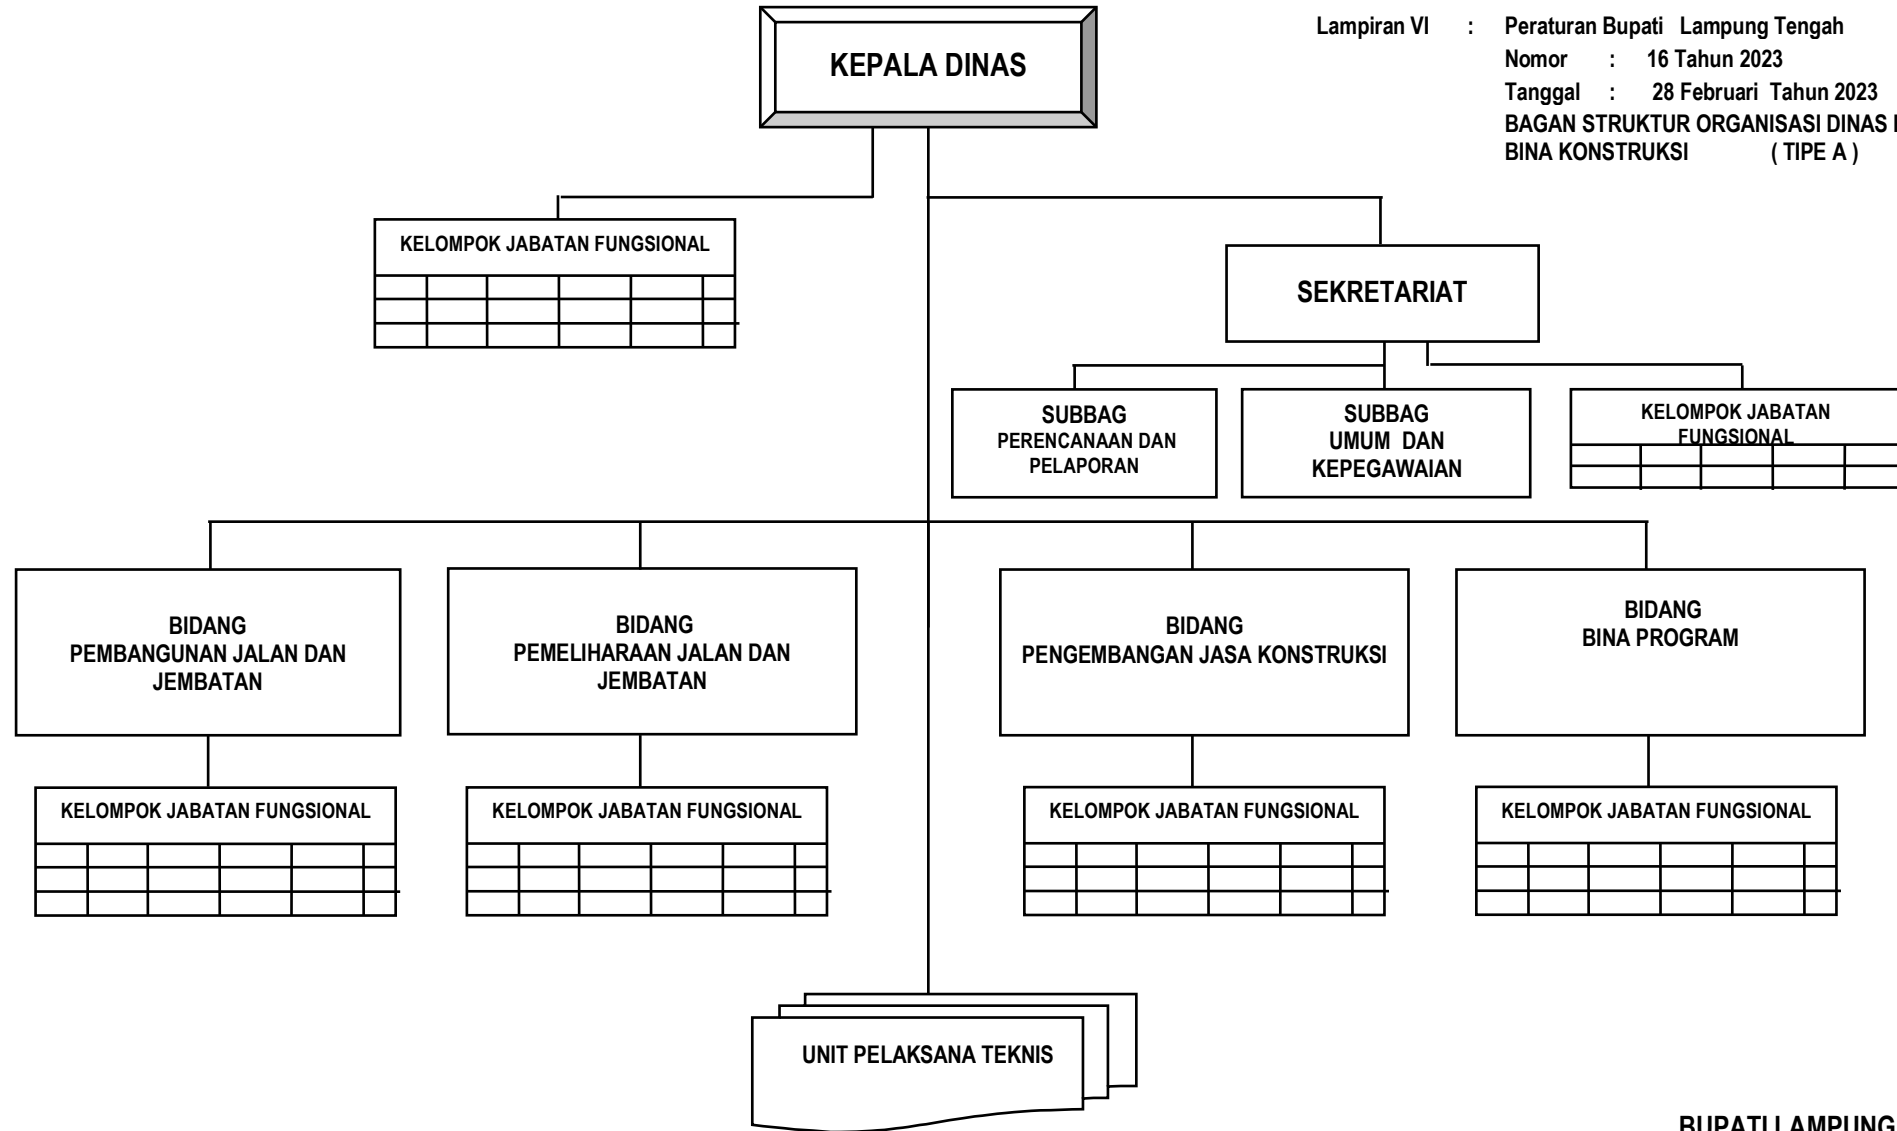 Lampiran VI : Peraturan Bupati Lampung Tengah
Nomor : 16 Tahun 2023
Tanggal : 28 Februari Tahun 2023
BAGAN STRUKTUR ORGANISASI DINAS
BINA KONSTRUKSI ( TIPE A )
KEPALA DINAS
KELOMPOK JABATAN FUNGSIONAL
SEKRETARIAT
SUBBAG
PERENCANAAN DAN
PELAPORAN
SUBBAG
UMUM DAN
KEPEGAWAIAN
KELOMPOK JABATAN
FUNGSIONAL
BIDANG
PEMBANGUNAN JALAN DAN
JEMBATAN
BIDANG
PEMELIHARAAN JALAN DAN
JEMBATAN
BIDANG
PENGEMBANGAN JASA KONSTRUKSI
BIDANG
BINA PROGRAM
KELOMPOK JABATAN FUNGSIONAL
KELOMPOK JABATAN FUNGSIONAL
KELOMPOK JABATAN FUNGSIONAL
KELOMPOK JABATAN FUNGSIONAL
UNIT PELAKSANA TEKNIS
BUPATI LAMPUNG